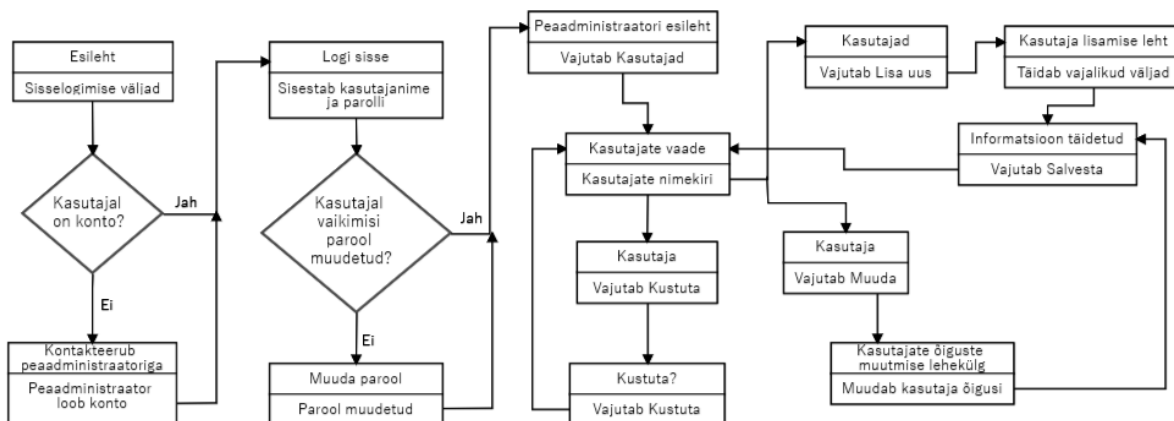 Esileht
Sisselogimise väljad
Kasutajal
on konto?
Jah
Ei
Kontakteerub
peaadministraatoriga
Peaadministraator
loob konto
Logi sisse
Sisestab kasutajanime
ja parolli
Kasutajal
vaikimisi
parool
muudetud?
Jah
Ei
Muuda parool
Parool muudetud
Peaadministraatori esileht
Vajutab Kasutajad
Kasutajate vaade
Kasutajate nimekiri
Kasutaja
Vajutab Kustuta
Kustuta?
Vajutab Kustuta
Kasutajad
Vajutab Lisa uus
Kasutaja lisamise leht
Täidab vajalikud väljad
Informatsioon täidetud
Vajutab Salvesta
Kasutaja
Vajutab Muuda
Kasutajate õiguste
muutmise lehekülg
Muudab kasutaja õigusi